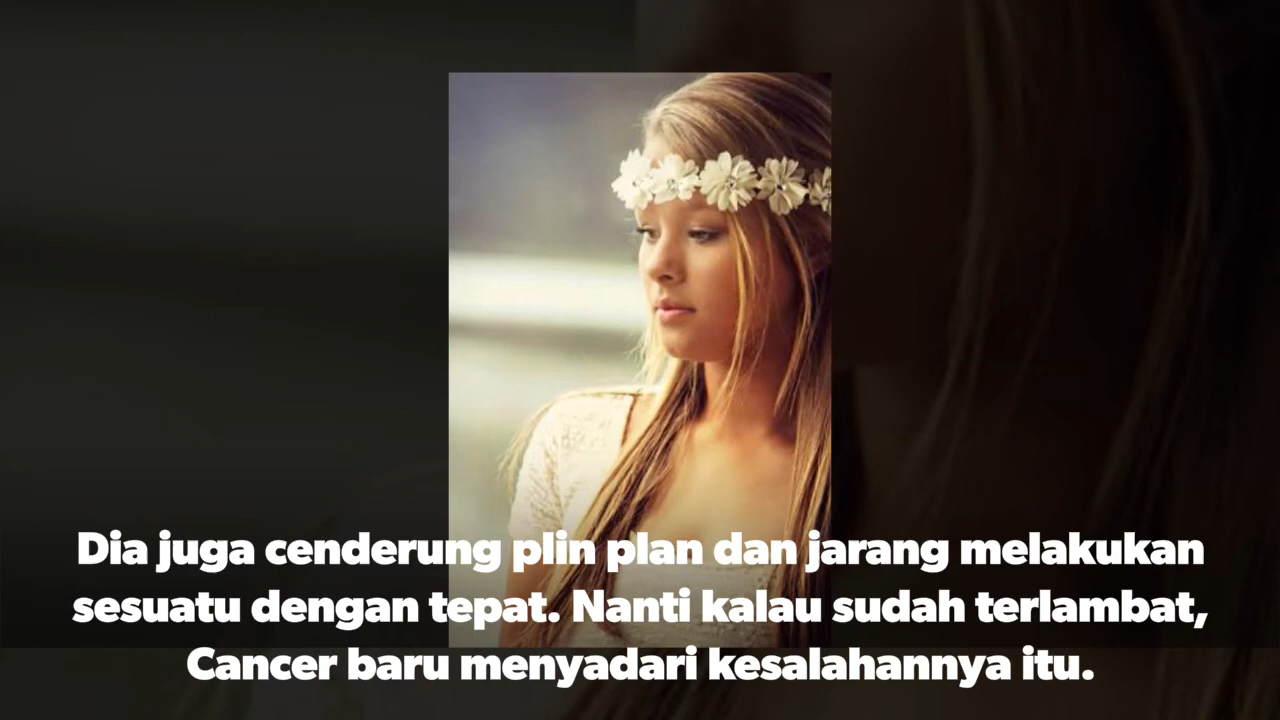 Dia juga cenderung plin plan dan jarang melakukan
sesuatu dengan tepat. Nanti kalau sudah terlambat,
Cancer baru menyadari kesalahannya itu.